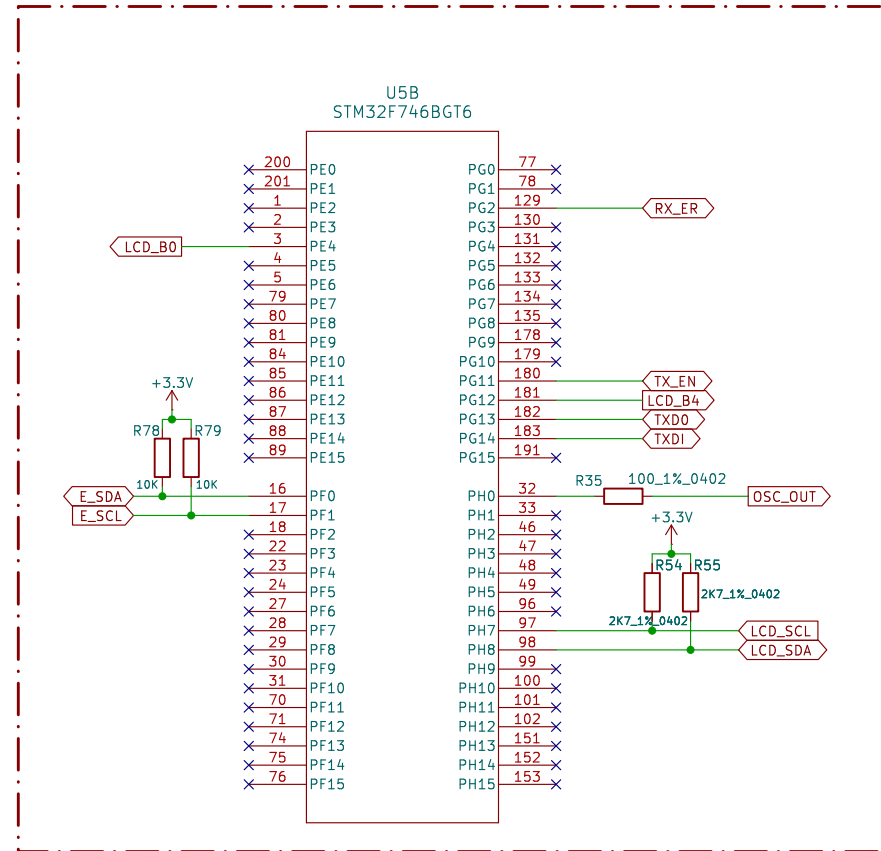 U5B
STM32F746BGT6
200 PE0 PG0 77
201 PE1 PG1 78
1 PE2 PG2 129 RX_ER
2 PE3 PG3 130
LCD_B0 3 PE4 PG4 131
4 PE5 PG5 132
5 PE6 PG6 133
79 PE7 PG7 134
80 PE8 PG8 135
81 PE9 PG9 178
84 PE10 PG10 179
85 PE11 PG11 180 TX_EN
86 PE12 PG12 181 LCD_B4
87 PE13 PG13 182 TXD0
88 PE14 PG14 183 TXDI
89 PE15 PG15 191
+3.3V
R78 R79
10K 10K
E_SDA 16 PF0 PH0 32 R35 100_1%_0402 OSC_OUT
E_SCL 17 PF1 PH1 33
18 PF2 PH2 46
22 PF3 PH3 47
23 PF4 PH4 48
24 PF5 PH5 49
27 PF6 PH6 96
28 PF7 PH7 97 LCD_SCL
29 PF8 PH8 98 LCD_SDA
30 PF9 PH9 99
31 PF10 PH10 100
70 PF11 PH11 101
71 PF12 PH12 102
74 PF13 PH13 151
75 PF14 PH14 152
76 PF15 PH15 153
+3.3V
R54 R55
2K7_1%_0402
2K7_1%_0402